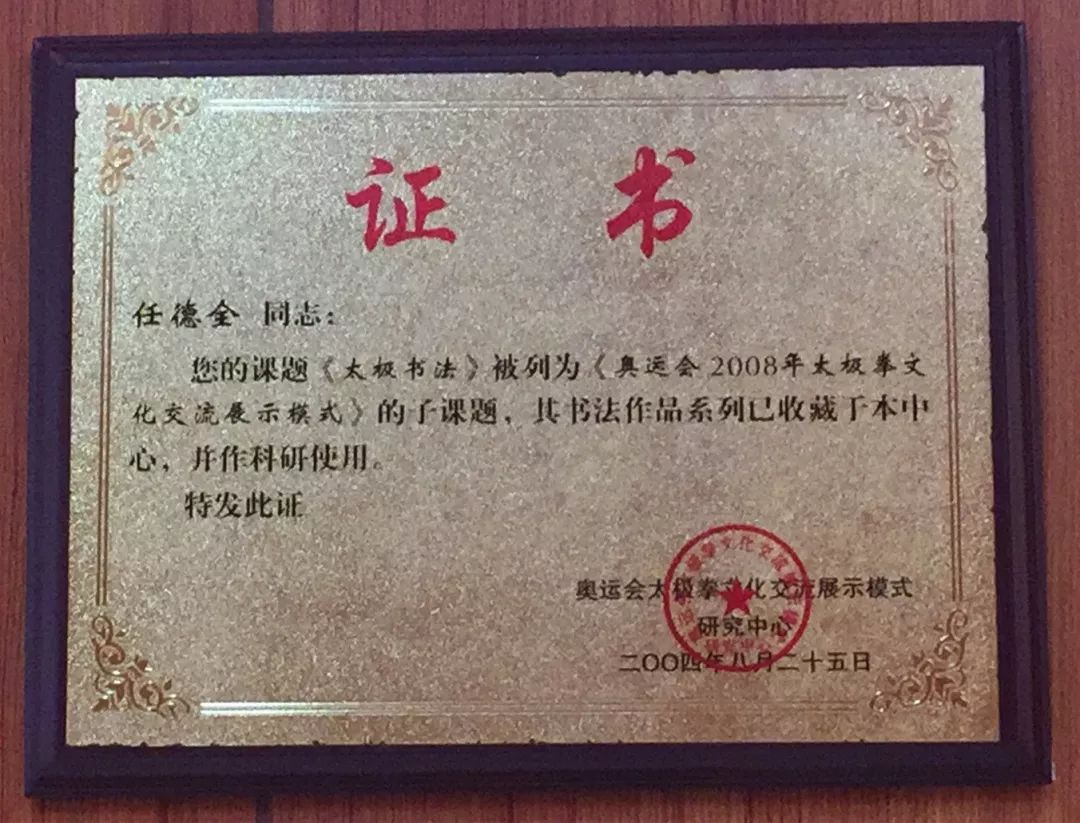 证 书
任德全 同志：
您的课题《太极书法》被列为《奥运会2008年太极拳文
化交流展示模式》的子课题，其书法作品系列已收藏于本中
心，并作科研使用。
特发此证
奥运会太极拳文化交流展示模式
研究中心
二〇〇四年八月二十五日